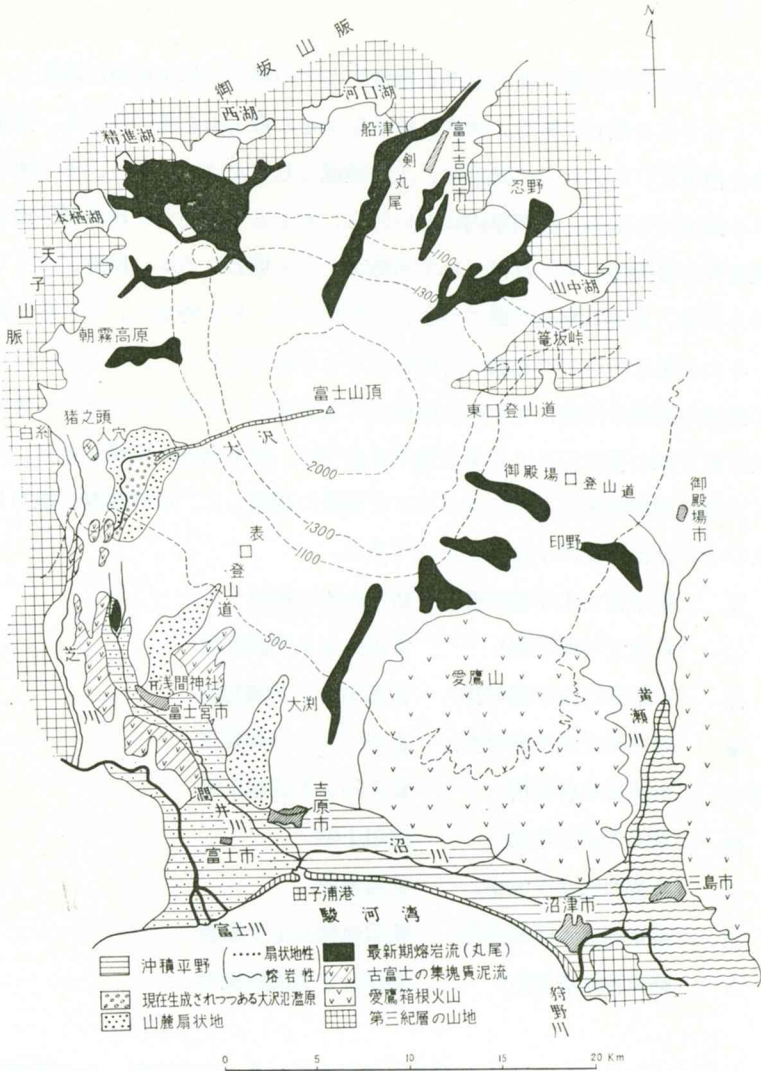 N
御坂山脈
河口湖
西湖
精進湖
本栖湖
船津
剣丸尾
富士吉田市
忍野
1100
1300
山中湖
篭坂峠
天子山脈
朝霧高原
富士山頂
東口登山道
猪之頭
人穴
白糸
大沢
2000
御殿場口登山道
御殿場市
1300
1100
印野
表口登山道
500
愛鷹山
芝川
浅間神社
富士宮市
大渕
黄瀬川
吉原市
潤井川
沼川
富士市
三島市
田子浦港
沼津市
駿河湾
富士川
狩野川
沖積平野
扇状地性
熔岩性
最新期熔岩流(丸尾)
古富士の集塊質泥流
現在生成されつつある大沢氾濫原
愛鷹箱根火山
山麓扇状地
第三紀層の山地
0 5 10 15 20 Km